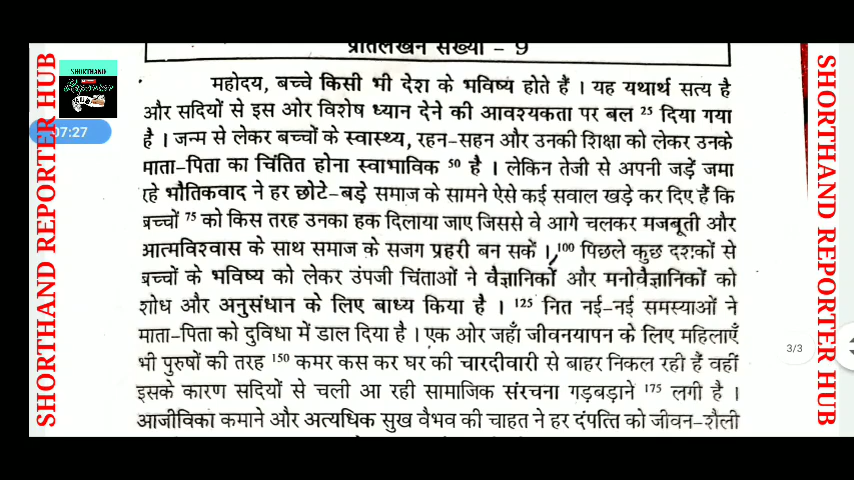 प्रतिलेखन संख्या – 9
महोदय, बच्चे किसी भी देश के भविष्य होते हैं । यह यथार्थ सत्य है
और सदियों से इस ओर विशेष ध्यान देने की आवश्यकता पर बल 25 दिया गया
है । जन्म से लेकर बच्चों के स्वास्थ्य, रहन-सहन और उनकी शिक्षा को लेकर उनके
माता-पिता का चिंतित होना स्वाभाविक 50 है । लेकिन तेजी से अपनी जड़ें जमा
रहे भौतिकवाद ने हर छोटे-बड़े समाज के सामने ऐसे कई सवाल खड़े कर दिए हैं कि
बच्चों 75 को किस तरह उनका हक दिलाया जाए जिससे वे आगे चलकर मजबूती और
आत्मविश्वास के साथ समाज के सजग प्रहरी बन सकें । 100 पिछले कुछ दशकों से
बच्चों के भविष्य को लेकर उपजी चिंताओं ने वैज्ञानिकों और मनोवैज्ञानिकों को
शोध और अनुसंधान के लिए बाध्य किया है । 125 नित नई-नई समस्याओं ने
माता-पिता को दुविधा में डाल दिया है । एक ओर जहाँ जीवनयापन के लिए महिलाएँ
भी पुरुषों की तरह 150 कमर कस कर घर की चारदीवारी से बाहर निकल रही हैं वहीं
इसके कारण सदियों से चली आ रही सामाजिक संरचना गड़बड़ाने 175 लगी है ।
आजीविका कमाने और अत्यधिक सुख वैभव की चाहत ने हर दंपत्ति को जीवन-शैली
SHORTHAND REPORTER HUB
SHORTHAND
Reporter
HUB
07:27
3/3
SHORTHAND REPORTER HUB